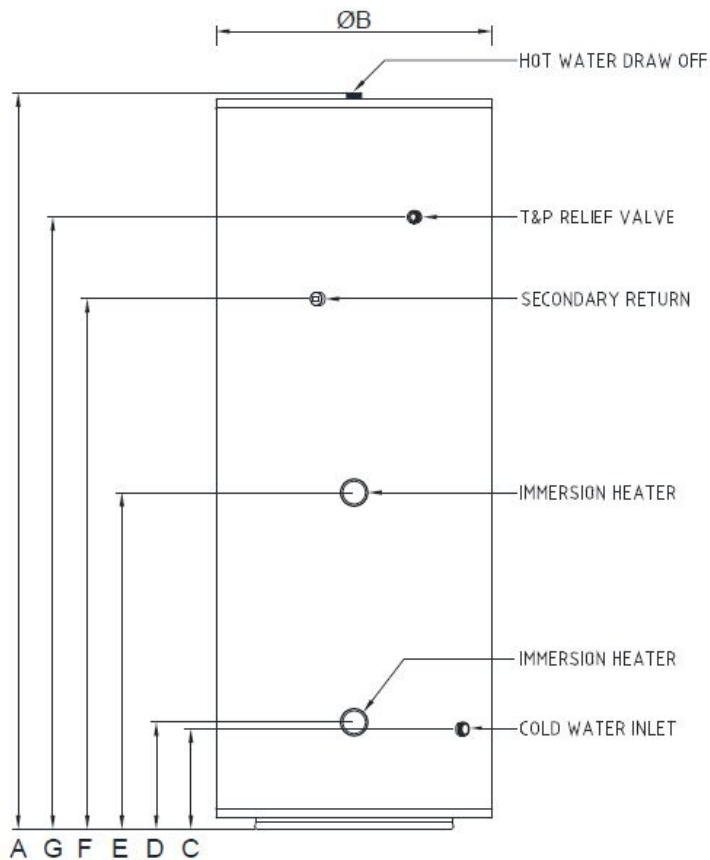 ØB
HOT WATER DRAW OFF
T&P RELIEF VALVE
SECONDARY RETURN
IMMERSION HEATER
IMMERSION HEATER
COLD WATER INLET
A G F E D C